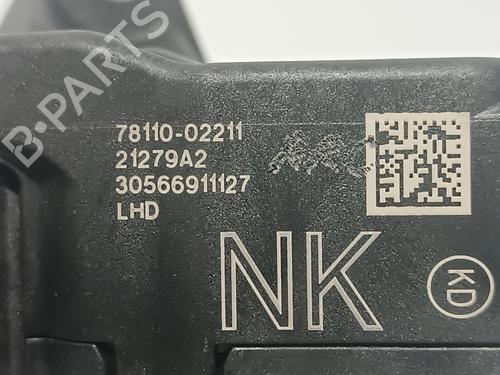 78110-02211
21279A2
30566911127
LHD
NK
KD
B-PARTS